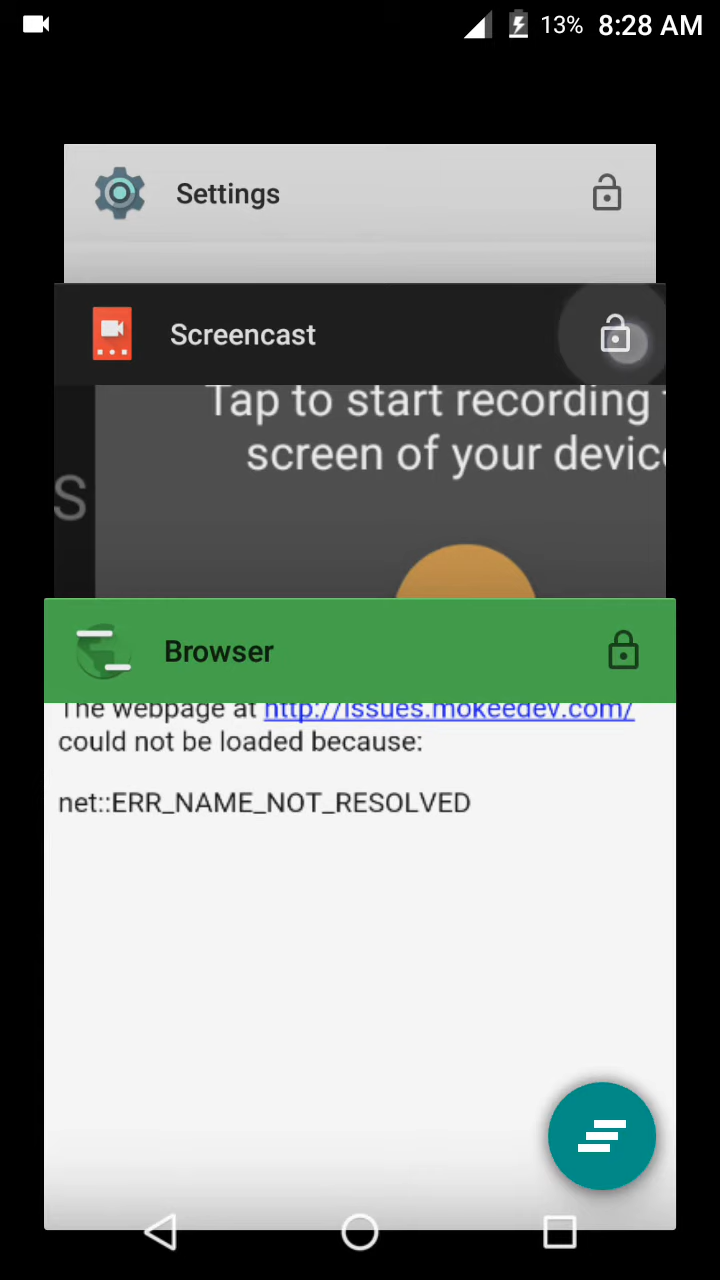 13% 8:28 AM
Settings
Screencast
Tap to start recording
S
screen of your device
Browser
The webpage at http://issues.mokeedev.com/
could not be loaded because:
net::ERR_NAME_NOT_RESOLVED